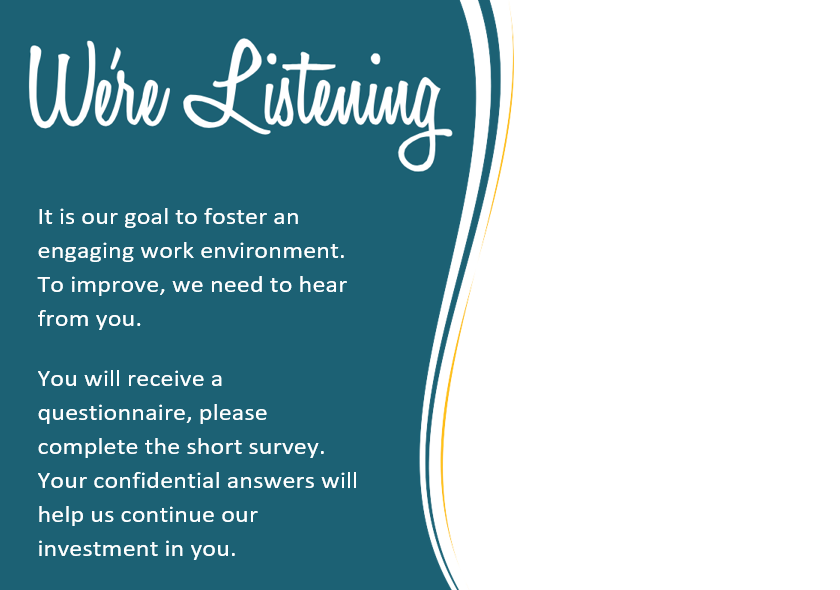 We're Listening
It is our goal to foster an
engaging work environment.
To improve, we need to hear
from you.
You will receive a
questionnaire, please
complete the short survey.
Your confidential answers will
help us continue our
investment in you.